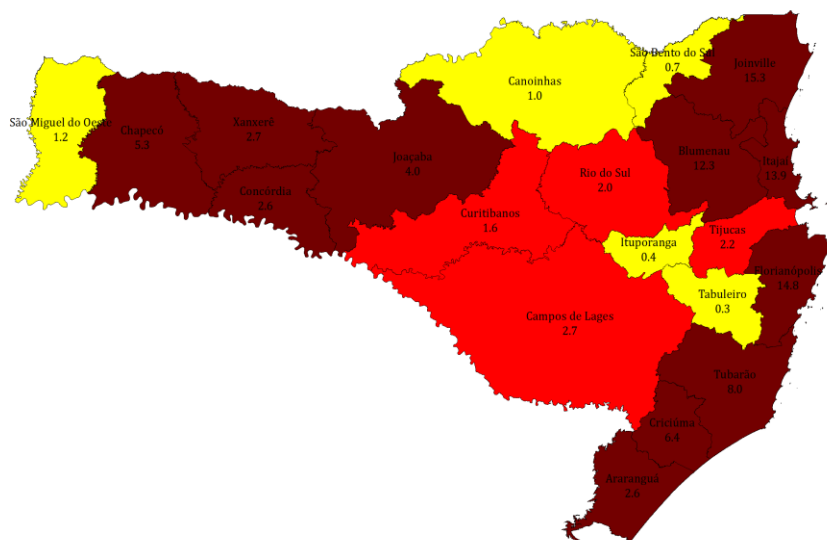 São Bento do Sul
0.7
Joinville
15.3
Canoinhas
1.0
São Miguel do Oeste
1.2
Chapecó
5.3
Xanxerê
2.7
Joaçaba
4.0
Blumenau
12.3
Itajaí
13.9
Concórdia
2.6
Rio do Sul
2.0
Curitibanos
1.6
Ituporanga
0.4
Tijucas
2.2
Florianópolis
14.8
Tabuleiro
0.3
Campos de Lages
2.7
Tubarão
8.0
Criciúma
6.4
Araranguá
2.6